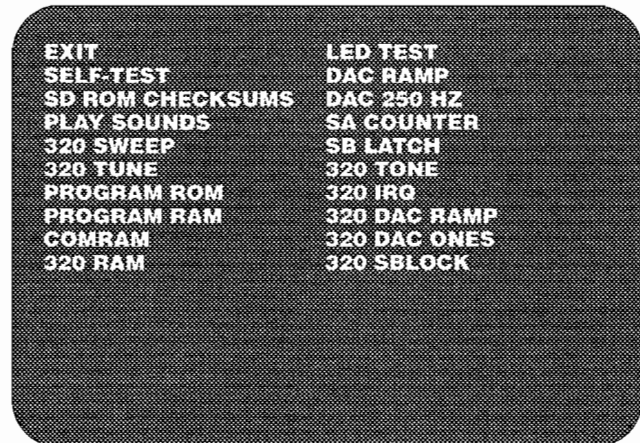 EXIT
SELF-TEST
SD ROM CHECKSUMS
PLAY SOUNDS
320 SWEEP
320 TUNE
PROGRAM ROM
PROGRAM RAM
COMRAM
320 RAM
LED TEST
DAC RAMP
DAC 250 HZ
SA COUNTER
SB LATCH
320 TONE
320 IRQ
320 DAC RAMP
320 DAC ONES
320 SBLOCK